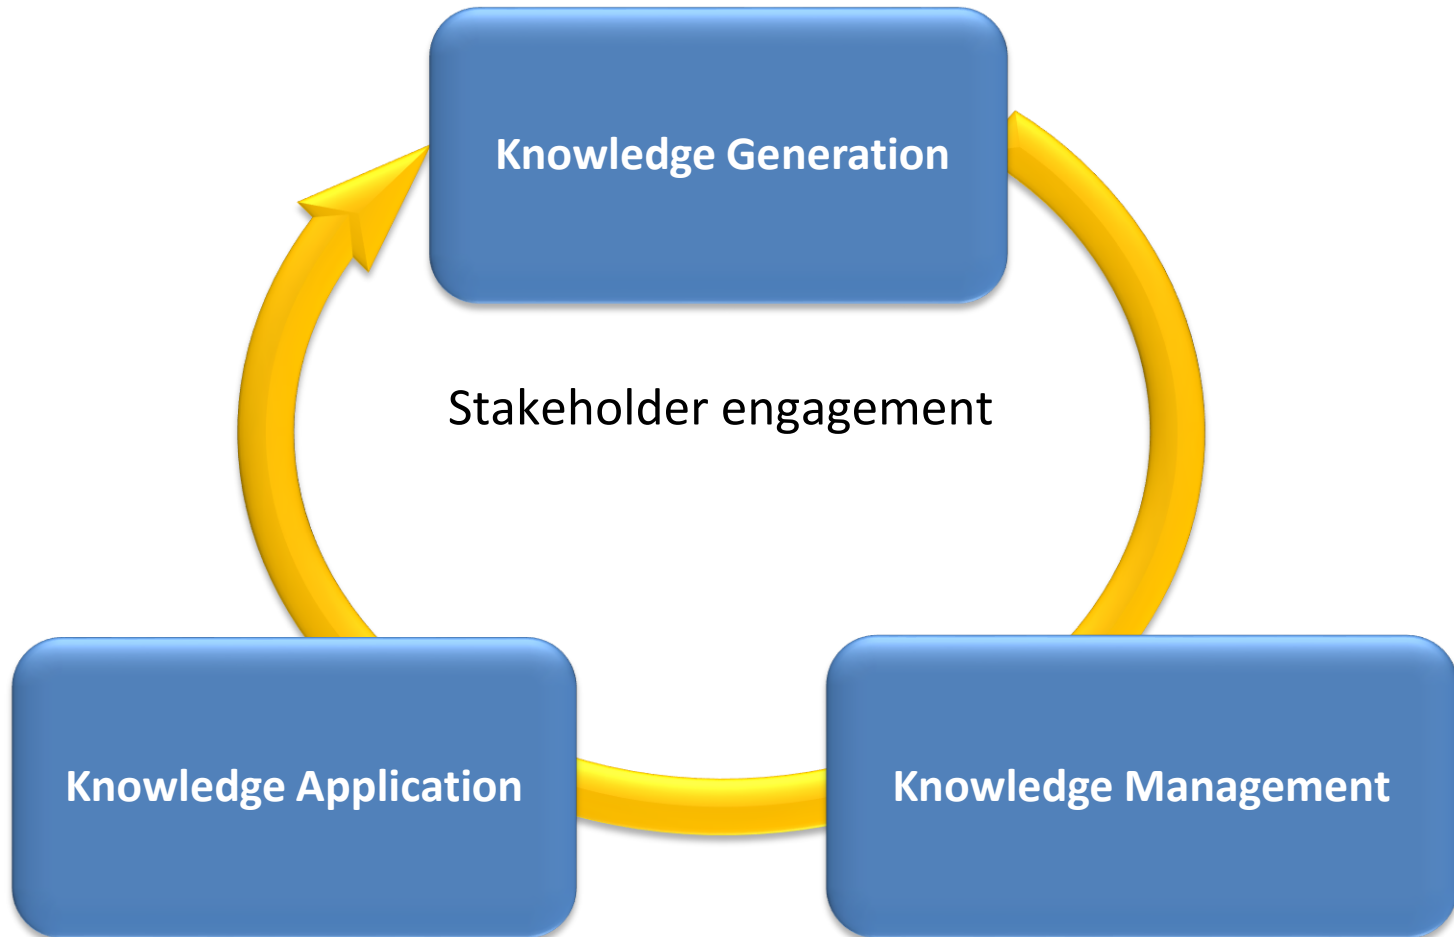 Knowledge Generation
Stakeholder engagement
Knowledge Application
Knowledge Management